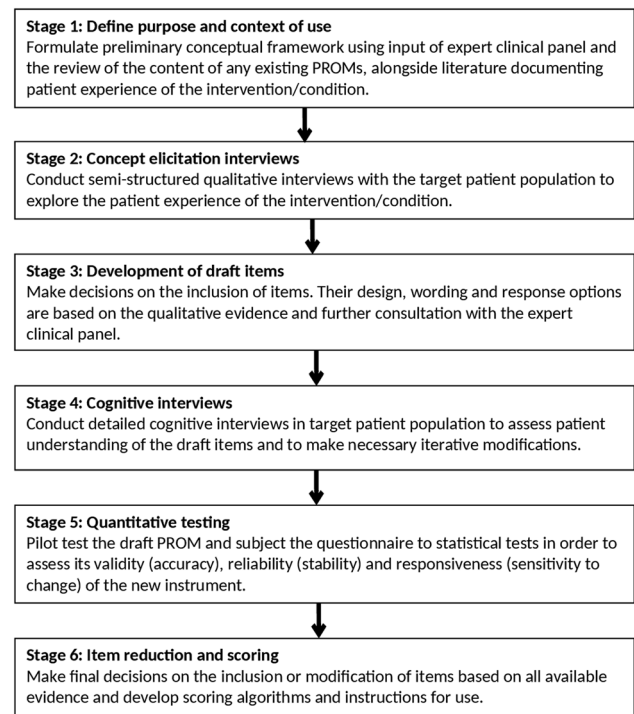 Stage 1: Define purpose and context of use
Formulate preliminary conceptual framework using input of expert clinical panel and
the review of the content of any existing PROMs, alongside literature documenting
patient experience of the intervention/condition.
Stage 2: Concept elicitation interviews
Conduct semi-structured qualitative interviews with the target patient population to
explore the patient experience of the intervention/condition.
Stage 3: Development of draft items
Make decisions on the inclusion of items. Their design, wording and response options
are based on the qualitative evidence and further consultation with the expert
clinical panel.
Stage 4: Cognitive interviews
Conduct detailed cognitive interviews in target patient population to assess patient
understanding of the draft items and to make necessary iterative modifications.
Stage 5: Quantitative testing
Pilot test the draft PROM and subject the questionnaire to statistical tests in order to
assess its validity (accuracy), reliability (stability) and responsiveness (sensitivity to
change) of the new instrument.
Stage 6: Item reduction and scoring
Make final decisions on the inclusion or modification of items based on all available
evidence and develop scoring algorithms and instructions for use.